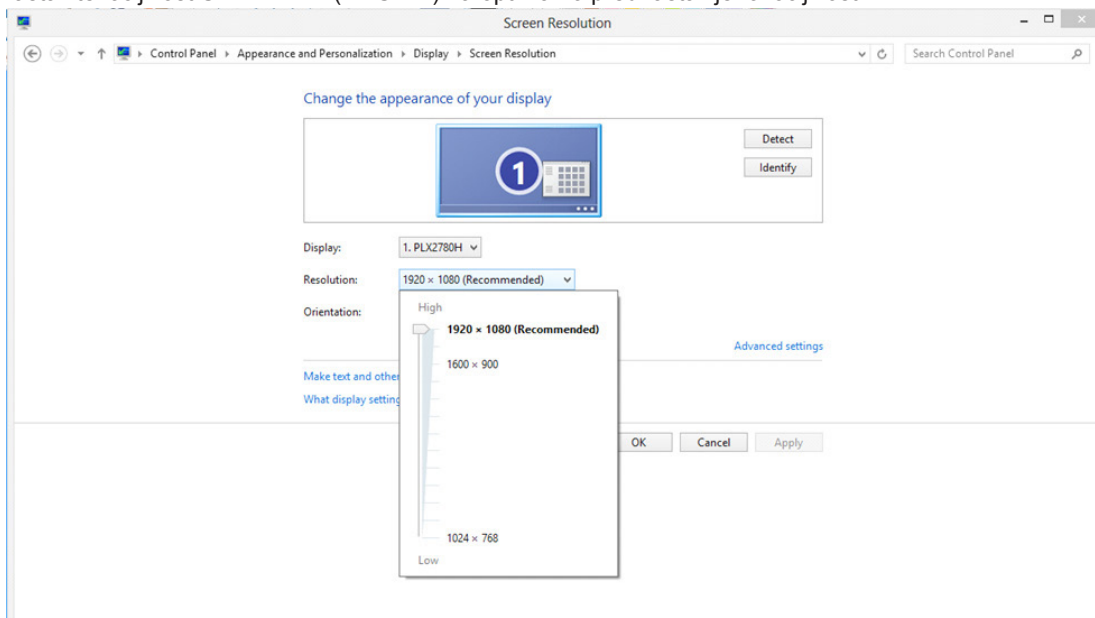 Screen Resolution
Control Panel Appearance and Personalization Display Screen Resolution
Search Control Panel
Change the appearance of your display
1
Detect
Identify
Display: 1. PLX2780H
Resolution: 1920 × 1080 (Recommended)
Orientation:
High
1920 × 1080 (Recommended)
1600 × 900
1024 × 768
Low
Advanced settings
Make text and other
What display setting
OK Cancel Apply